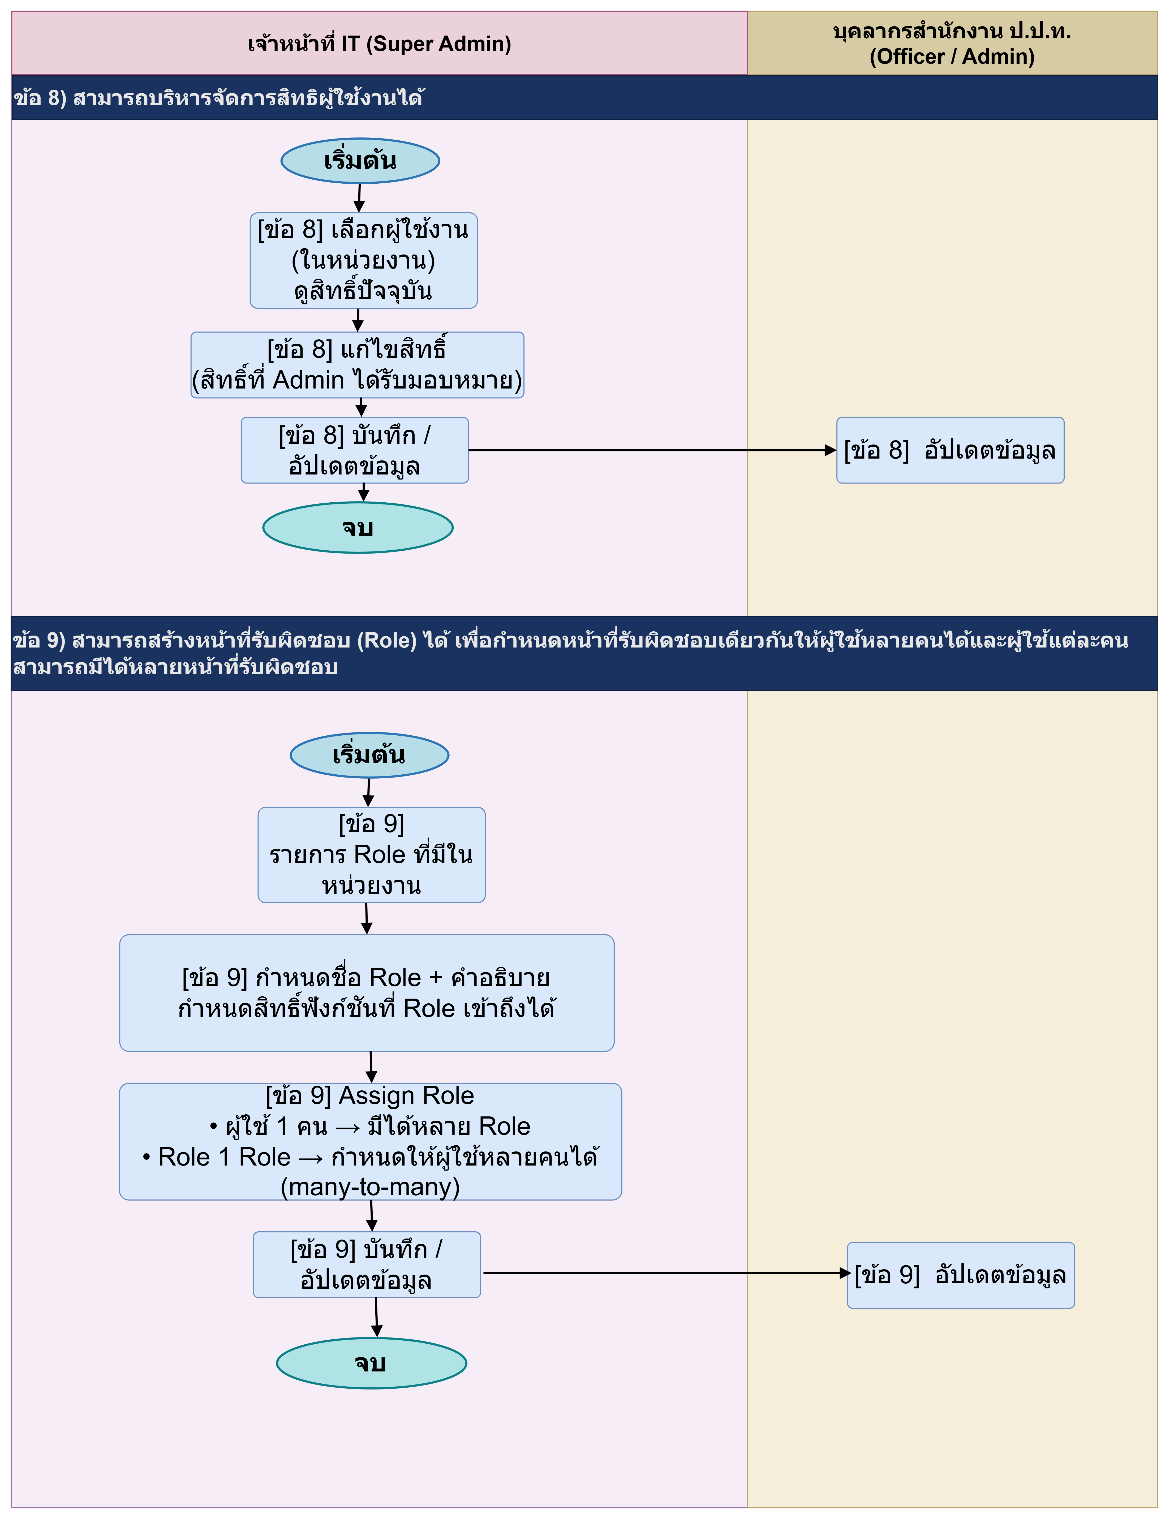 เจ้าหน้าที่ IT (Super Admin)
บุคลากรสำนักงาน ป.ป.ท.
(Officer / Admin)
ข้อ 8) สามารถบริหารจัดการสิทธิผู้ใช้งานได้
เริ่มต้น
[ข้อ 8] เลือกผู้ใช้งาน
(ในหน่วยงาน)
ดูสิทธิ์ปัจจุบัน
[ข้อ 8] แก้ไขสิทธิ์
(สิทธิ์ที่ Admin ได้รับมอบหมาย)
[ข้อ 8] บันทึก /
อัปเดตข้อมูล
[ข้อ 8]  อัปเดตข้อมูล
จบ
ข้อ 9) สามารถสร้างหน้าที่รับผิดชอบ (Role) ได้ เพื่อกำหนดหน้าที่รับผิดชอบเดียวกันให้ผู้ใช้หลายคนได้และผู้ใช้แต่ละคน
สามารถมีได้หลายหน้าที่รับผิดชอบ
เริ่มต้น
[ข้อ 9]
รายการ Role ที่มีใน
หน่วยงาน
[ข้อ 9] กำหนดชื่อ Role + คำอธิบาย
กำหนดสิทธิ์ฟังก์ชันที่ Role เข้าถึงได้
[ข้อ 9] Assign Role
• ผู้ใช้ 1 คน → มีได้หลาย Role
• Role 1 Role → กำหนดให้ผู้ใช้หลายคนได้
(many-to-many)
[ข้อ 9] บันทึก /
อัปเดตข้อมูล
[ข้อ 9]  อัปเดตข้อมูล
จบ